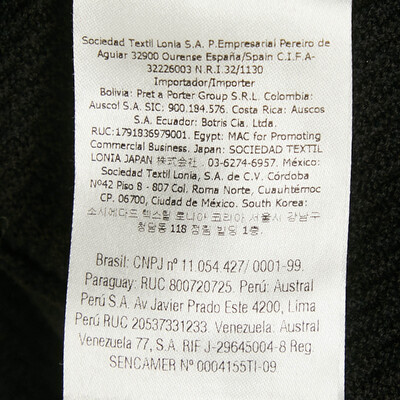 Sociedad Textil Lonia S.A. P.Empresarial Pereiro de
Aguiar 32900 Ourense España/Spain C.I.F.A-
32226003 N.R.I.32/1130
Importador/Importer
Bolivia: Pret a Porter Group S.R.L. Colombia:
Auscol S.A. SIC: 900.184.576. Costa Rica: Auscos
S.A. Ecuador: Botris Cia. Ltda.
RUC:1791836979001. Egypt: MAC for Promoting
Commercial Business. Japan: SOCIEDAD TEXTIL
LONIA JAPAN 株式会社. 03-6274-6957. México:
Sociedad Textil Lonia, S.A. de C.V. Córdoba
Nº42 Piso 8 - 807 Col. Roma Norte, Cuauhtémoc
CP. 06700, Ciudad de México. South Korea:
소시에다드 텍스틸 로니아 코리아 서울시 강남구
청담동 118 정림 빌딩 1층.
Brasil: CNPJ nº 11.054.427/ 0001-99.
Paraguay: RUC 800720725. Perú: Austral
Perú S.A. Av Javier Prado Este 4200, Lima
Perú RUC 20537331233. Venezuela: Austral
Venezuela 77, S.A. RIF J-29645004-8 Reg.
SENCAMER Nº 0004155TI-09